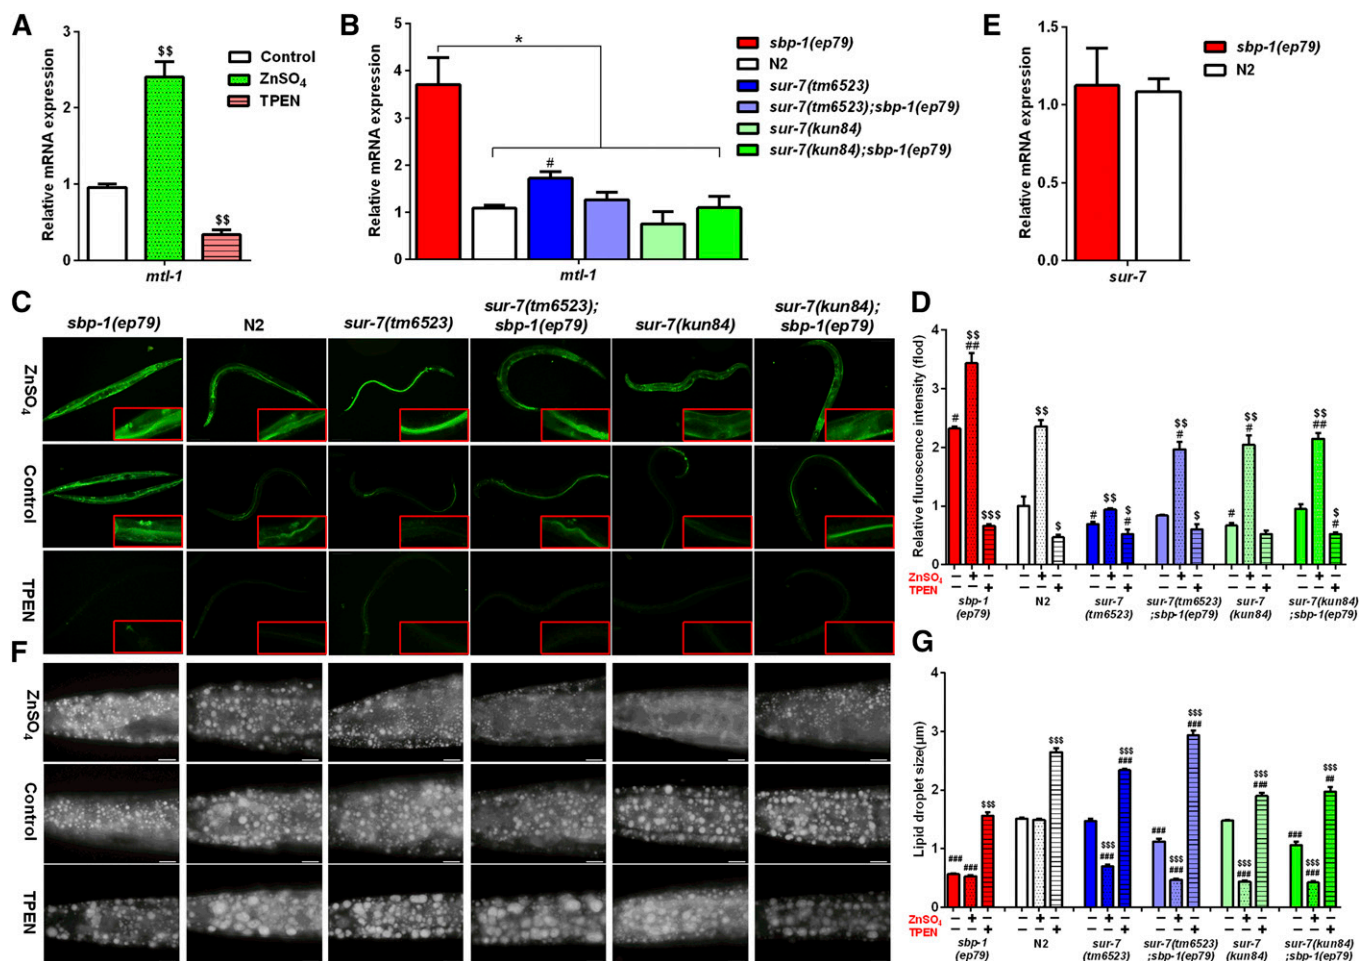 A
Relative mRNA expression
3
2
1
0
$$
$$
mtl-1
Control
ZnSO4
TPEN
B
Relative mRNA expression
5
4
3
2
1
0
*
#
mtl-1
sbp-1(ep79)
N2
sur-7(tm6523)
sur-7(tm6523);sbp-1(ep79)
sur-7(kun84)
sur-7(kun84);sbp-1(ep79)
E
Relative mRNA expression
1.5
1.0
0.5
0.0
sur-7
sbp-1(ep79)
N2
C
sbp-1(ep79)
N2
sur-7(tm6523)
sur-7(tm6523);
sbp-1(ep79)
sur-7(kun84)
sur-7(kun84);
sbp-1(ep79)
ZnSO4
Control
TPEN
D
Relative fluroscence intensity (flod)
4
3
2
1
0
#
$$
##
$$$
$$
$
#
$$
$
#
$$
#
$
#
$$
#
$$
##
$
#
ZnSO4 – + – – + – – + – – + – – + – – + –
TPEN – – + – – + – – + – – + – – + – – +
sbp-1
(ep79)
N2
sur-7
(tm6523)
sur-7(tm6523)
;sbp-1(ep79)
sur-7
(kun84)
sur-7(kun84)
;sbp-1(ep79)
F
ZnSO4
Control
TPEN
G
Lipid droplet size(μm)
4
3
2
1
0
###
###
$$$
$$$
$$$
###
$$$
###
###
$$$
###
$$$
###
$$$
###
$$$
###
###
$$$
###
$$$
##
ZnSO4 – + – – + – – + – – + – – + – – + –
TPEN – – + – – + – – + – – + – – + – – +
sbp-1
(ep79)
N2
sur-7
(tm6523)
sur-7(tm6523)
;sbp-1(ep79)
sur-7
(kun84)
sur-7(kun84)
;sbp-1(ep79)